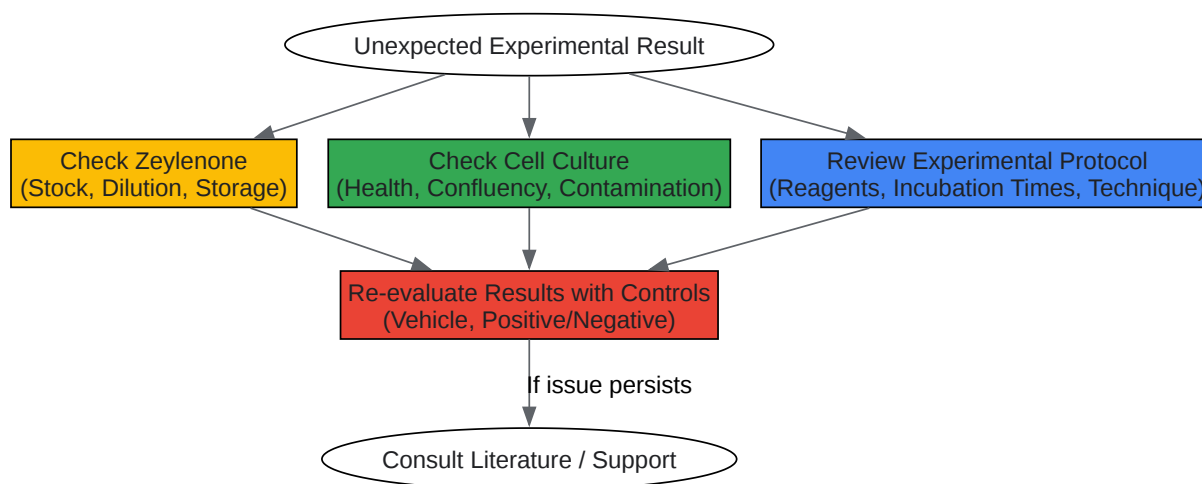 Unexpected Experimental Result
Check Zeylenone
(Stock, Dilution, Storage)
Check Cell Culture
(Health, Confluency, Contamination)
Review Experimental Protocol
(Reagents, Incubation Times, Technique)
Re-evaluate Results with Controls
(Vehicle, Positive/Negative)
If issue persists
Consult Literature / Support